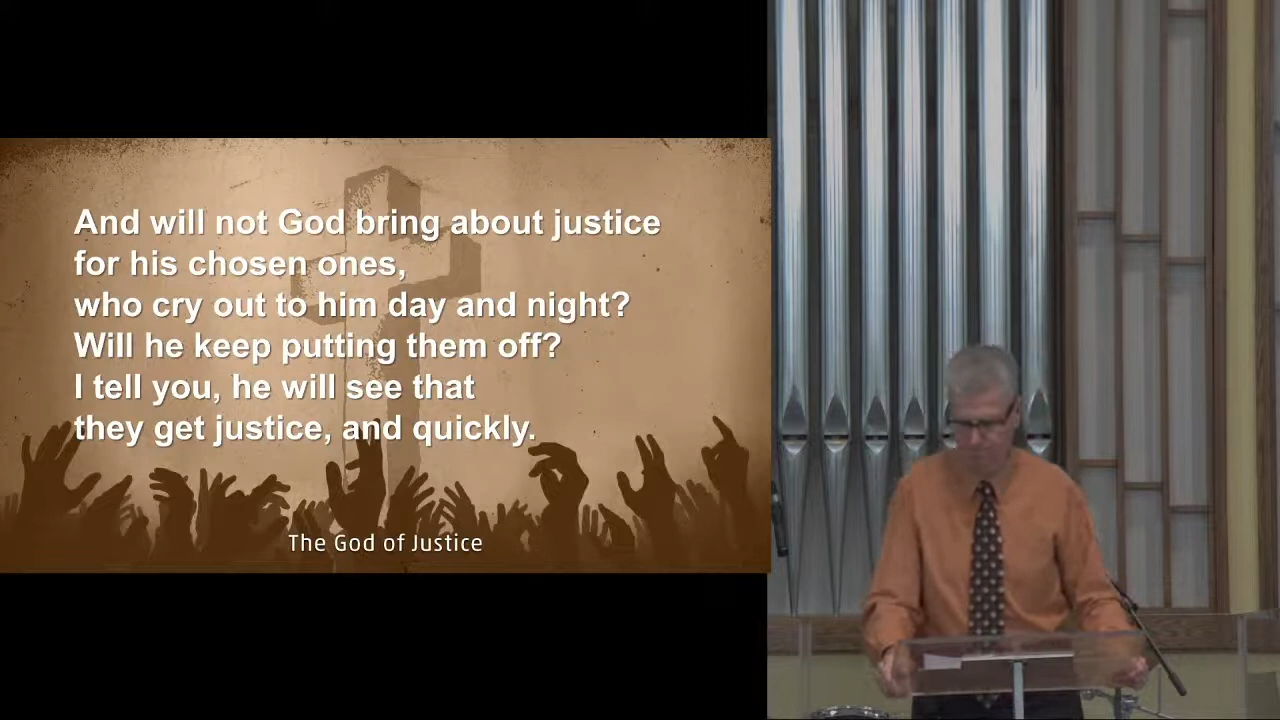 And will not God bring about justice
for his chosen ones,
who cry out to him day and night?
Will he keep putting them off?
I tell you, he will see that
they get justice, and quickly.
The God of Justice